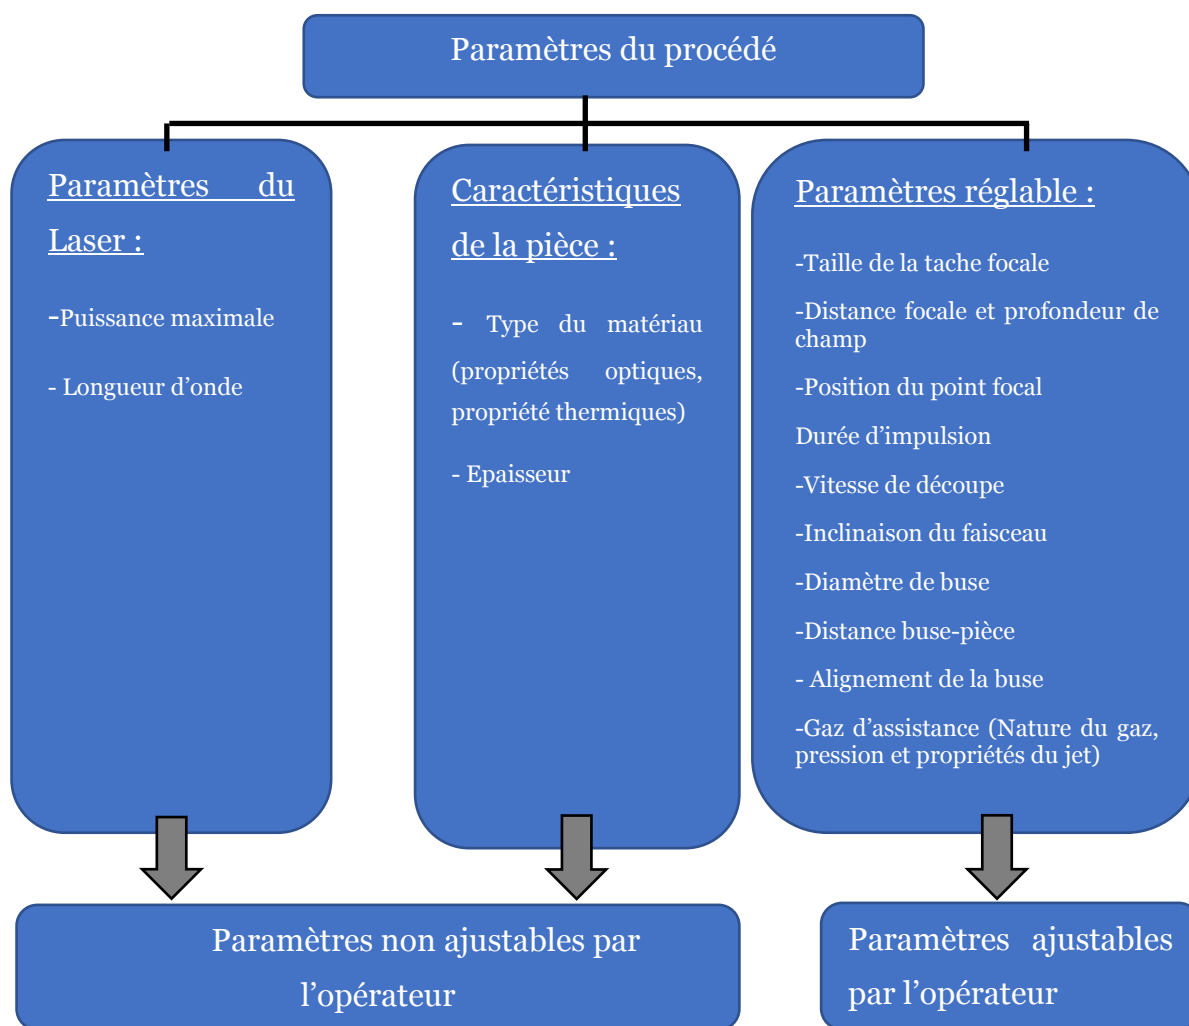 Paramètres du procédé
Paramètres du
Laser :
-Puissance maximale
- Longueur d’onde
Caractéristiques
de la pièce :
- Type du matériau
(propriétés optiques,
propriété thermiques)
- Epaisseur
Paramètres réglable :
-Taille de la tache focale
-Distance focale et profondeur de
champ
-Position du point focal
Durée d’impulsion
-Vitesse de découpe
-Inclinaison du faisceau
-Diamètre de buse
-Distance buse-pièce
- Alignement de la buse
-Gaz d’assistance (Nature du gaz,
pression et propriétés du jet)
Paramètres non ajustables par
l’opérateur
Paramètres ajustables
par l’opérateur